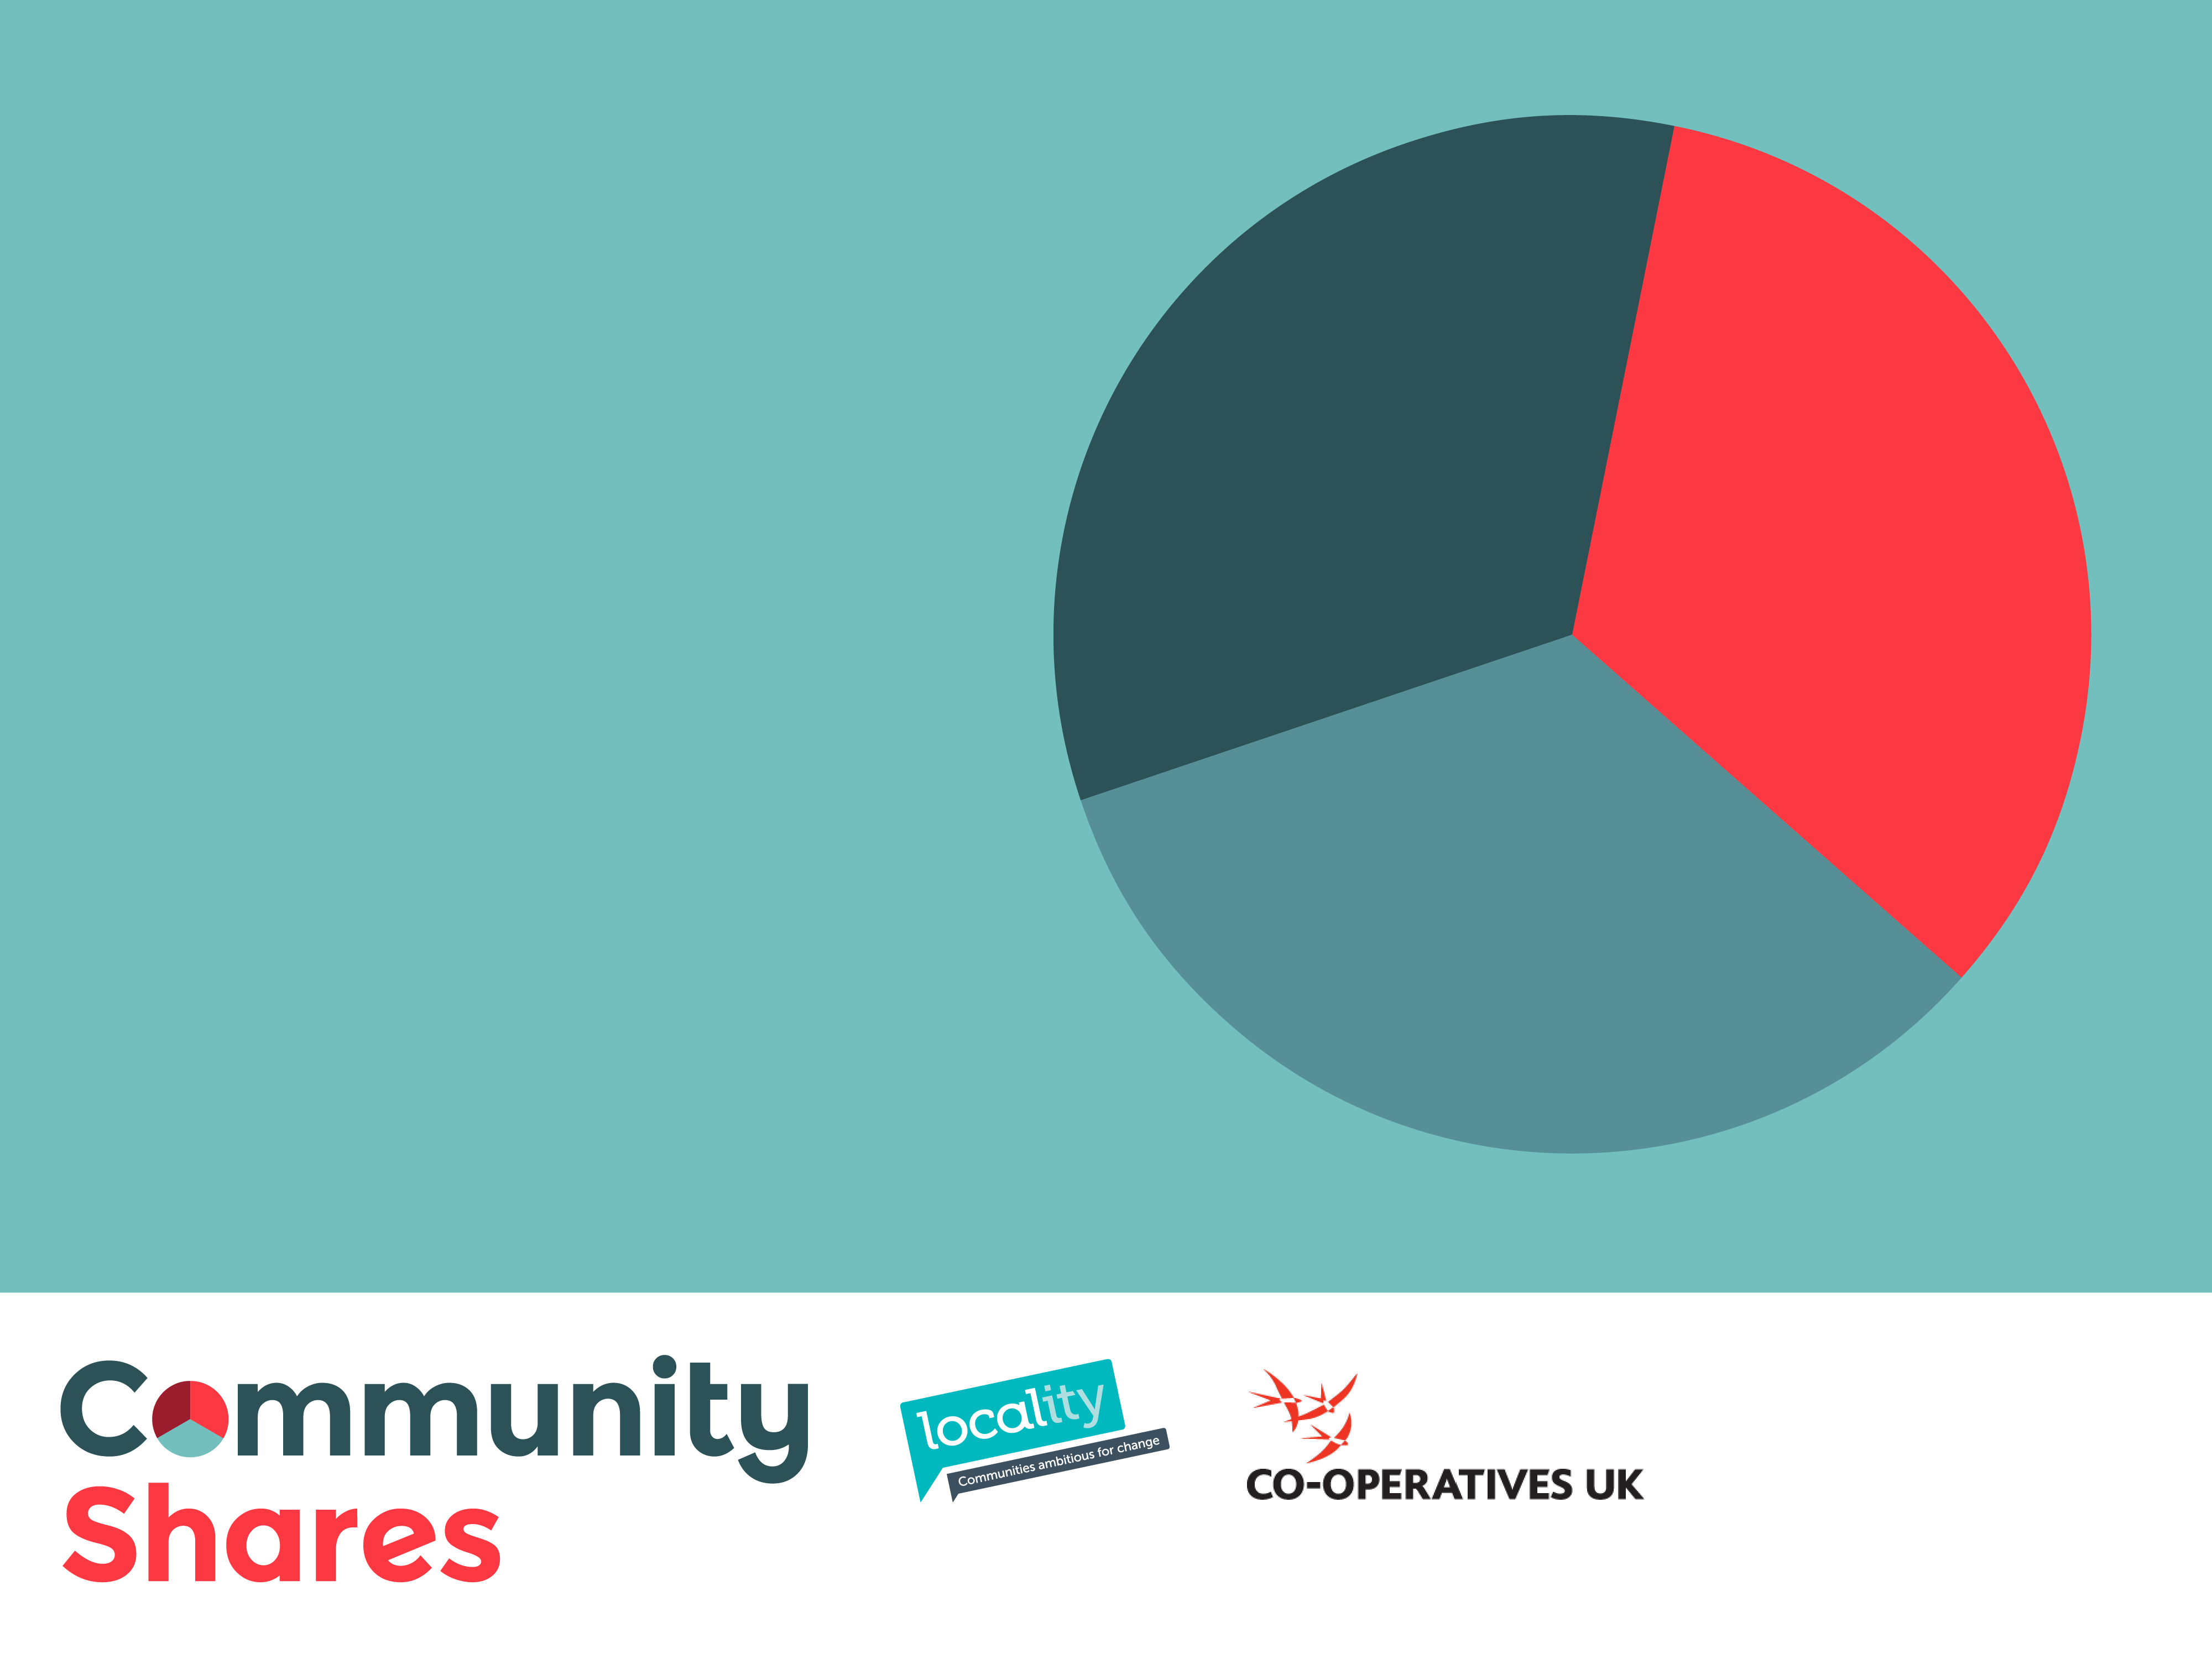 Community
Shares
locality
Communities ambitious for change
CO-OPERATIVES UK